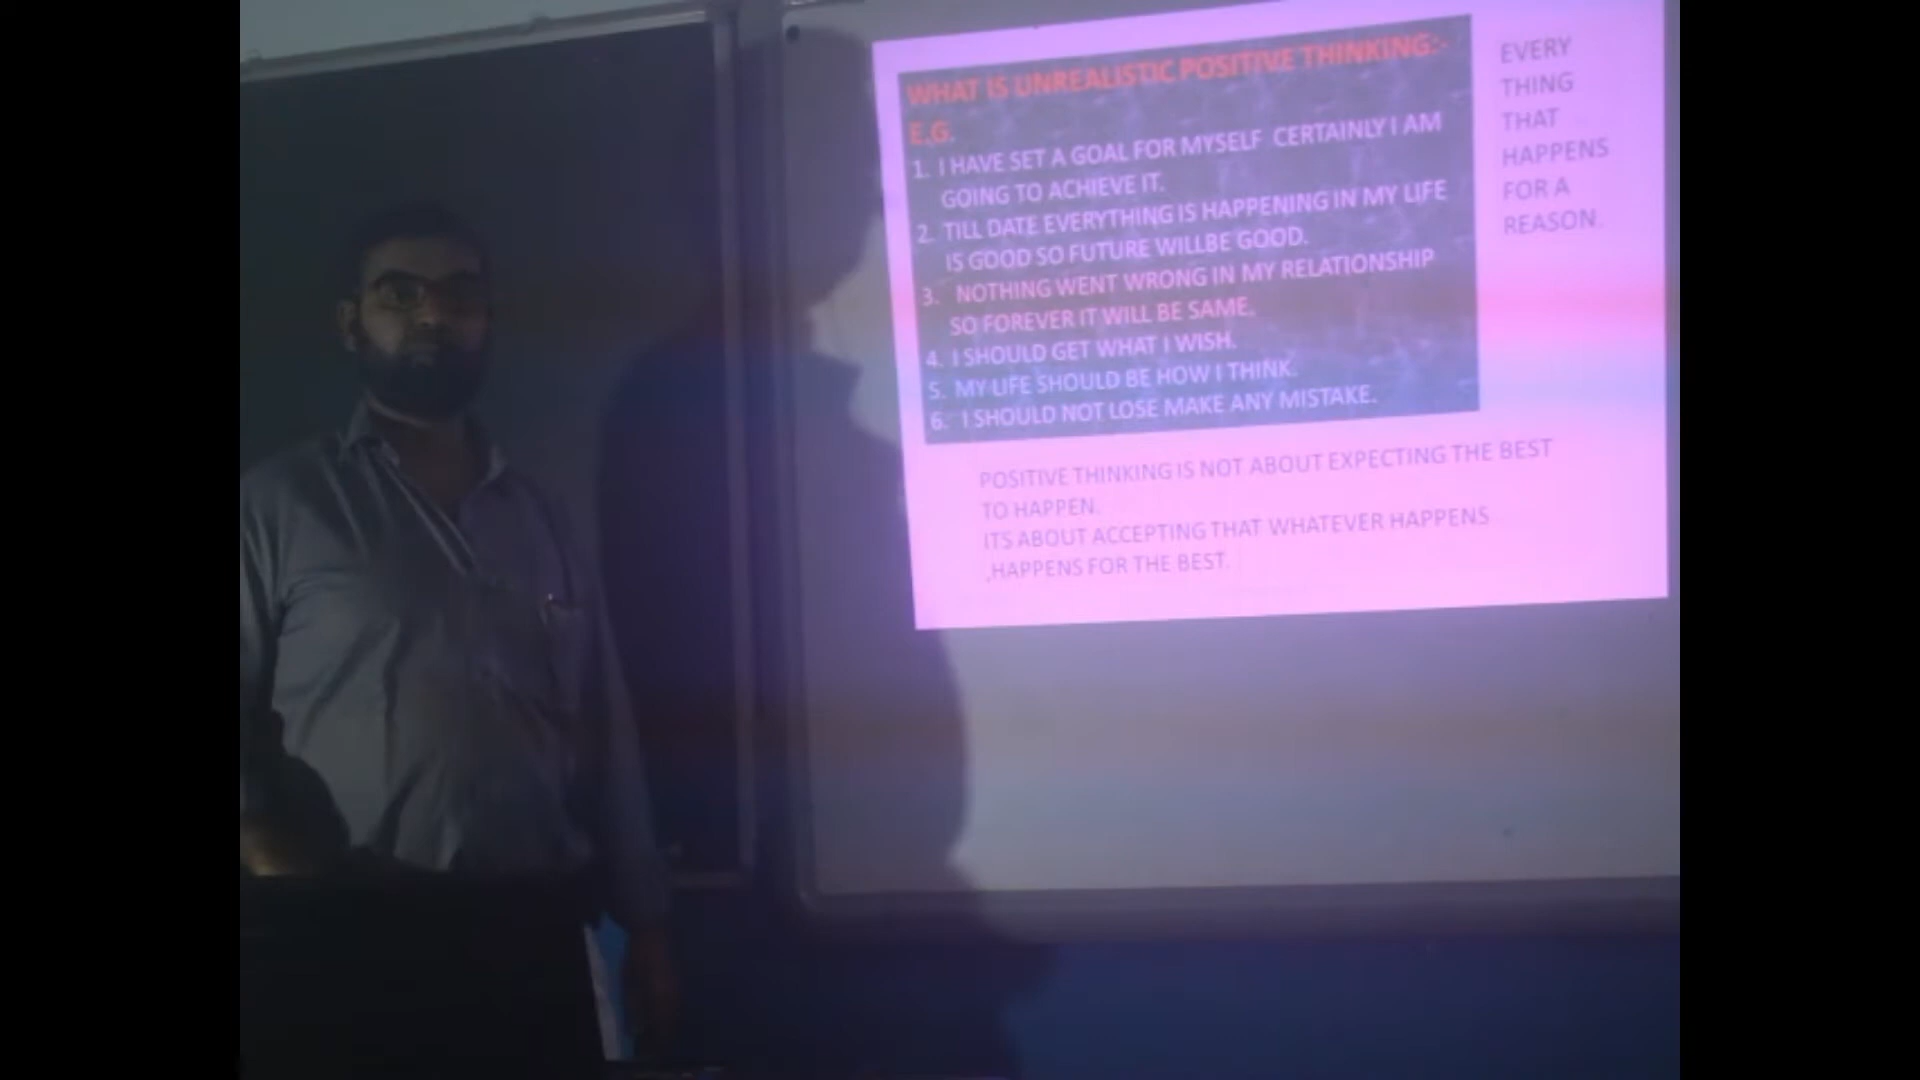 WHAT IS UNREALISTIC POSITIVE THINKING:-
E.G.
1. I HAVE SET A GOAL FOR MYSELF CERTAINLY I AM
GOING TO ACHIEVE IT.
2. TILL DATE EVERYTHING IS HAPPENING IN MY LIFE
IS GOOD SO FUTURE WILLBE GOOD.
3. NOTHING WENT WRONG IN MY RELATIONSHIP
SO FOREVER IT WILL BE SAME.
4. I SHOULD GET WHAT I WISH.
5. MY LIFE SHOULD BE HOW I THINK.
6. I SHOULD NOT LOSE MAKE ANY MISTAKE.
EVERY
THING
THAT
HAPPENS
FOR A
REASON.
POSITIVE THINKING IS NOT ABOUT EXPECTING THE BEST
TO HAPPEN.
ITS ABOUT ACCEPTING THAT WHATEVER HAPPENS
,HAPPENS FOR THE BEST.